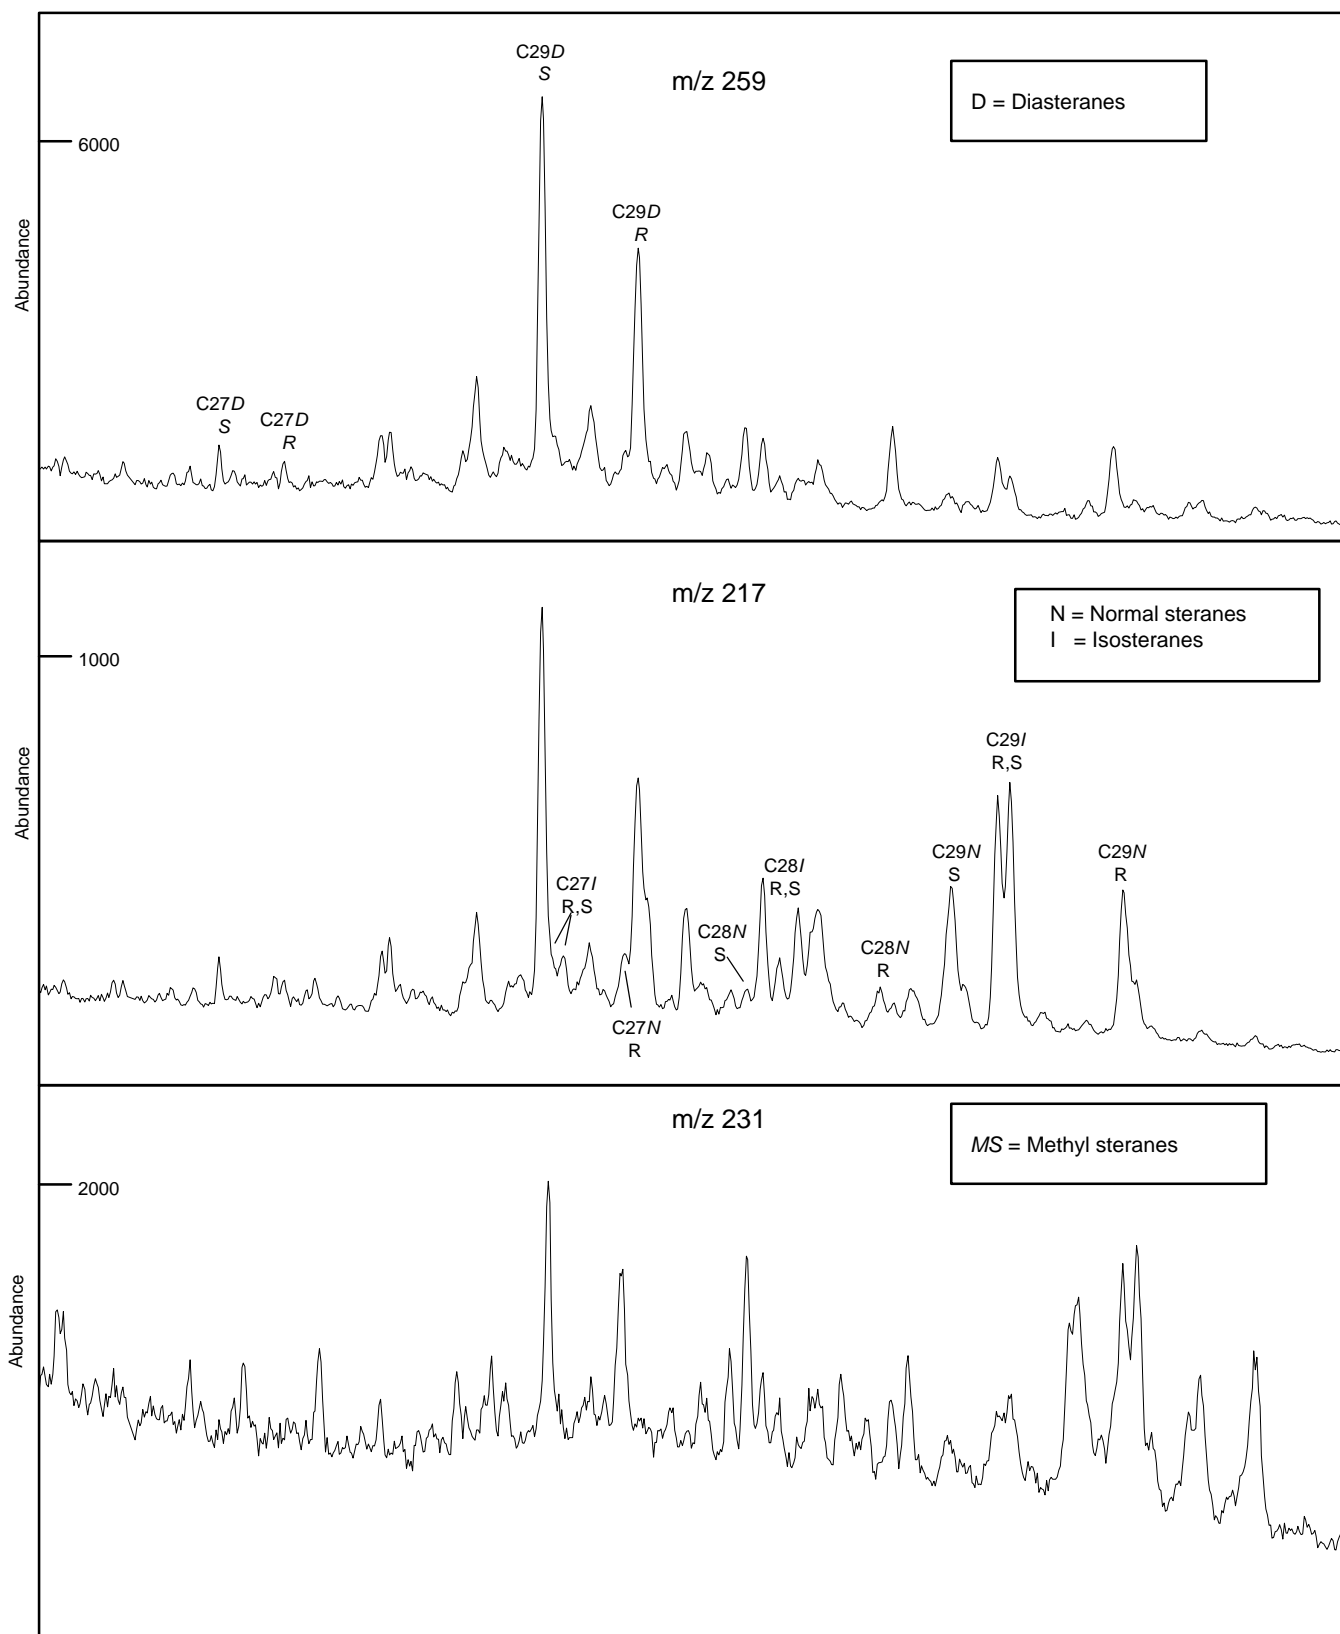 C29D
S
m/z 259
D = Diasteranes
6000
C29D
R
Abundance
C27D
S
C27D
R
m/z 217
N = Normal steranes
I = Isosteranes
1000
C29I
R,S
Abundance
C29N
S
C29N
R
C28I
R,S
C27I
R,S
C28N
S
C28N
R
C27N
R
m/z 231
MS = Methyl steranes
2000
Abundance